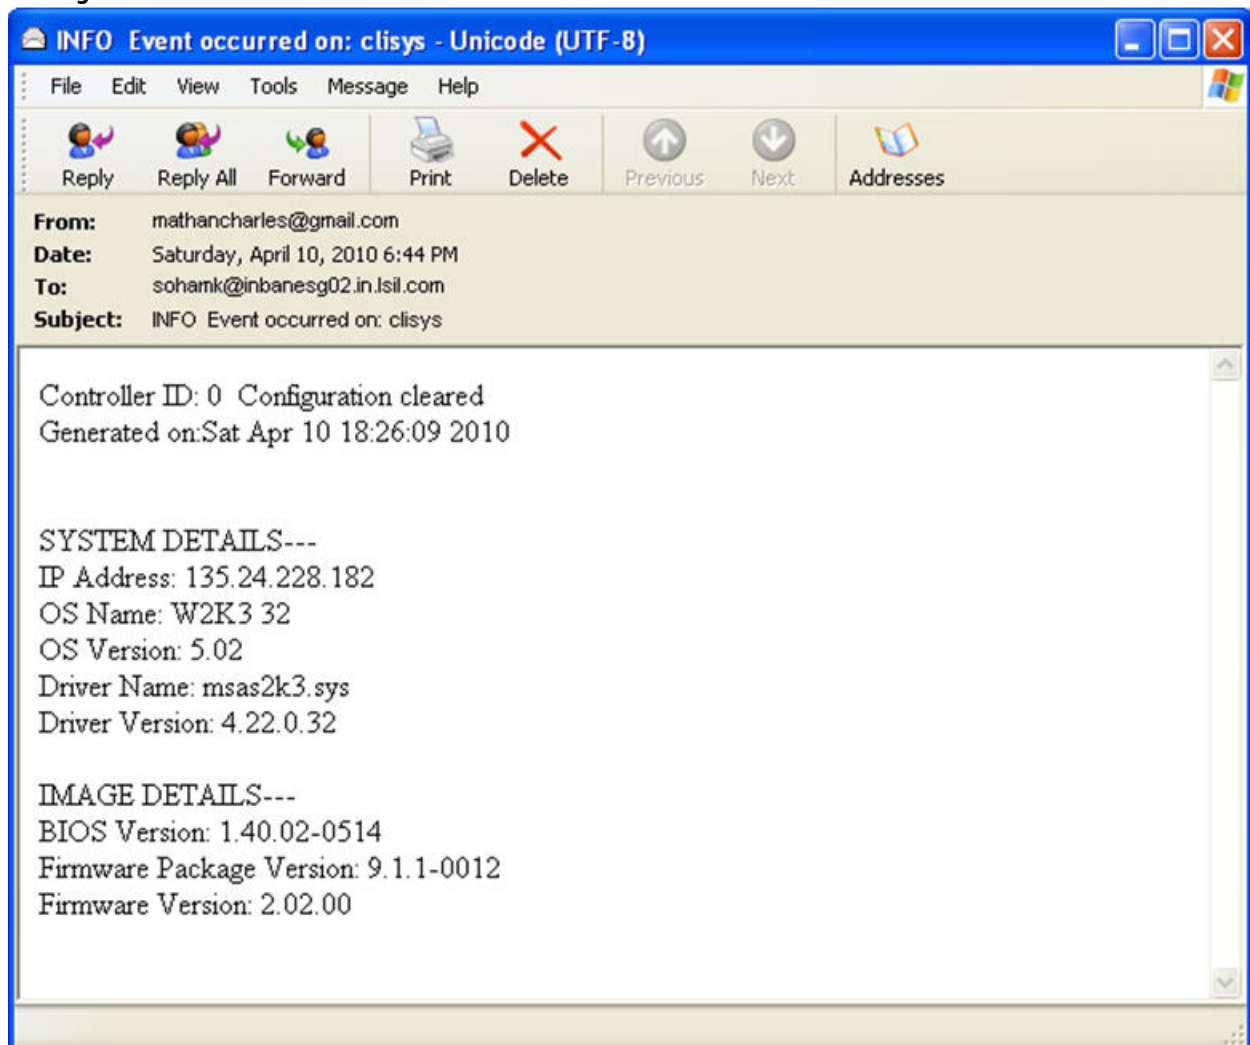 INFO Event occurred on: clisys - Unicode (UTF-8)
File Edit View Tools Message Help
Reply Reply All Forward Print Delete Previous Next Addresses
From: mathancharles@gmail.com
Date: Saturday, April 10, 2010 6:44 PM
To: sohamk@inbanesg02.in.lsil.com
Subject: INFO Event occurred on: clisys
Controller ID: 0 Configuration cleared
Generated on:Sat Apr 10 18:26:09 2010
SYSTEM DETAILS---
IP Address: 135.24.228.182
OS Name: W2K3 32
OS Version: 5.02
Driver Name: msas2k3.sys
Driver Version: 4.22.0.32
IMAGE DETAILS---
BIOS Version: 1.40.02-0514
Firmware Package Version: 9.1.1-0012
Firmware Version: 2.02.00